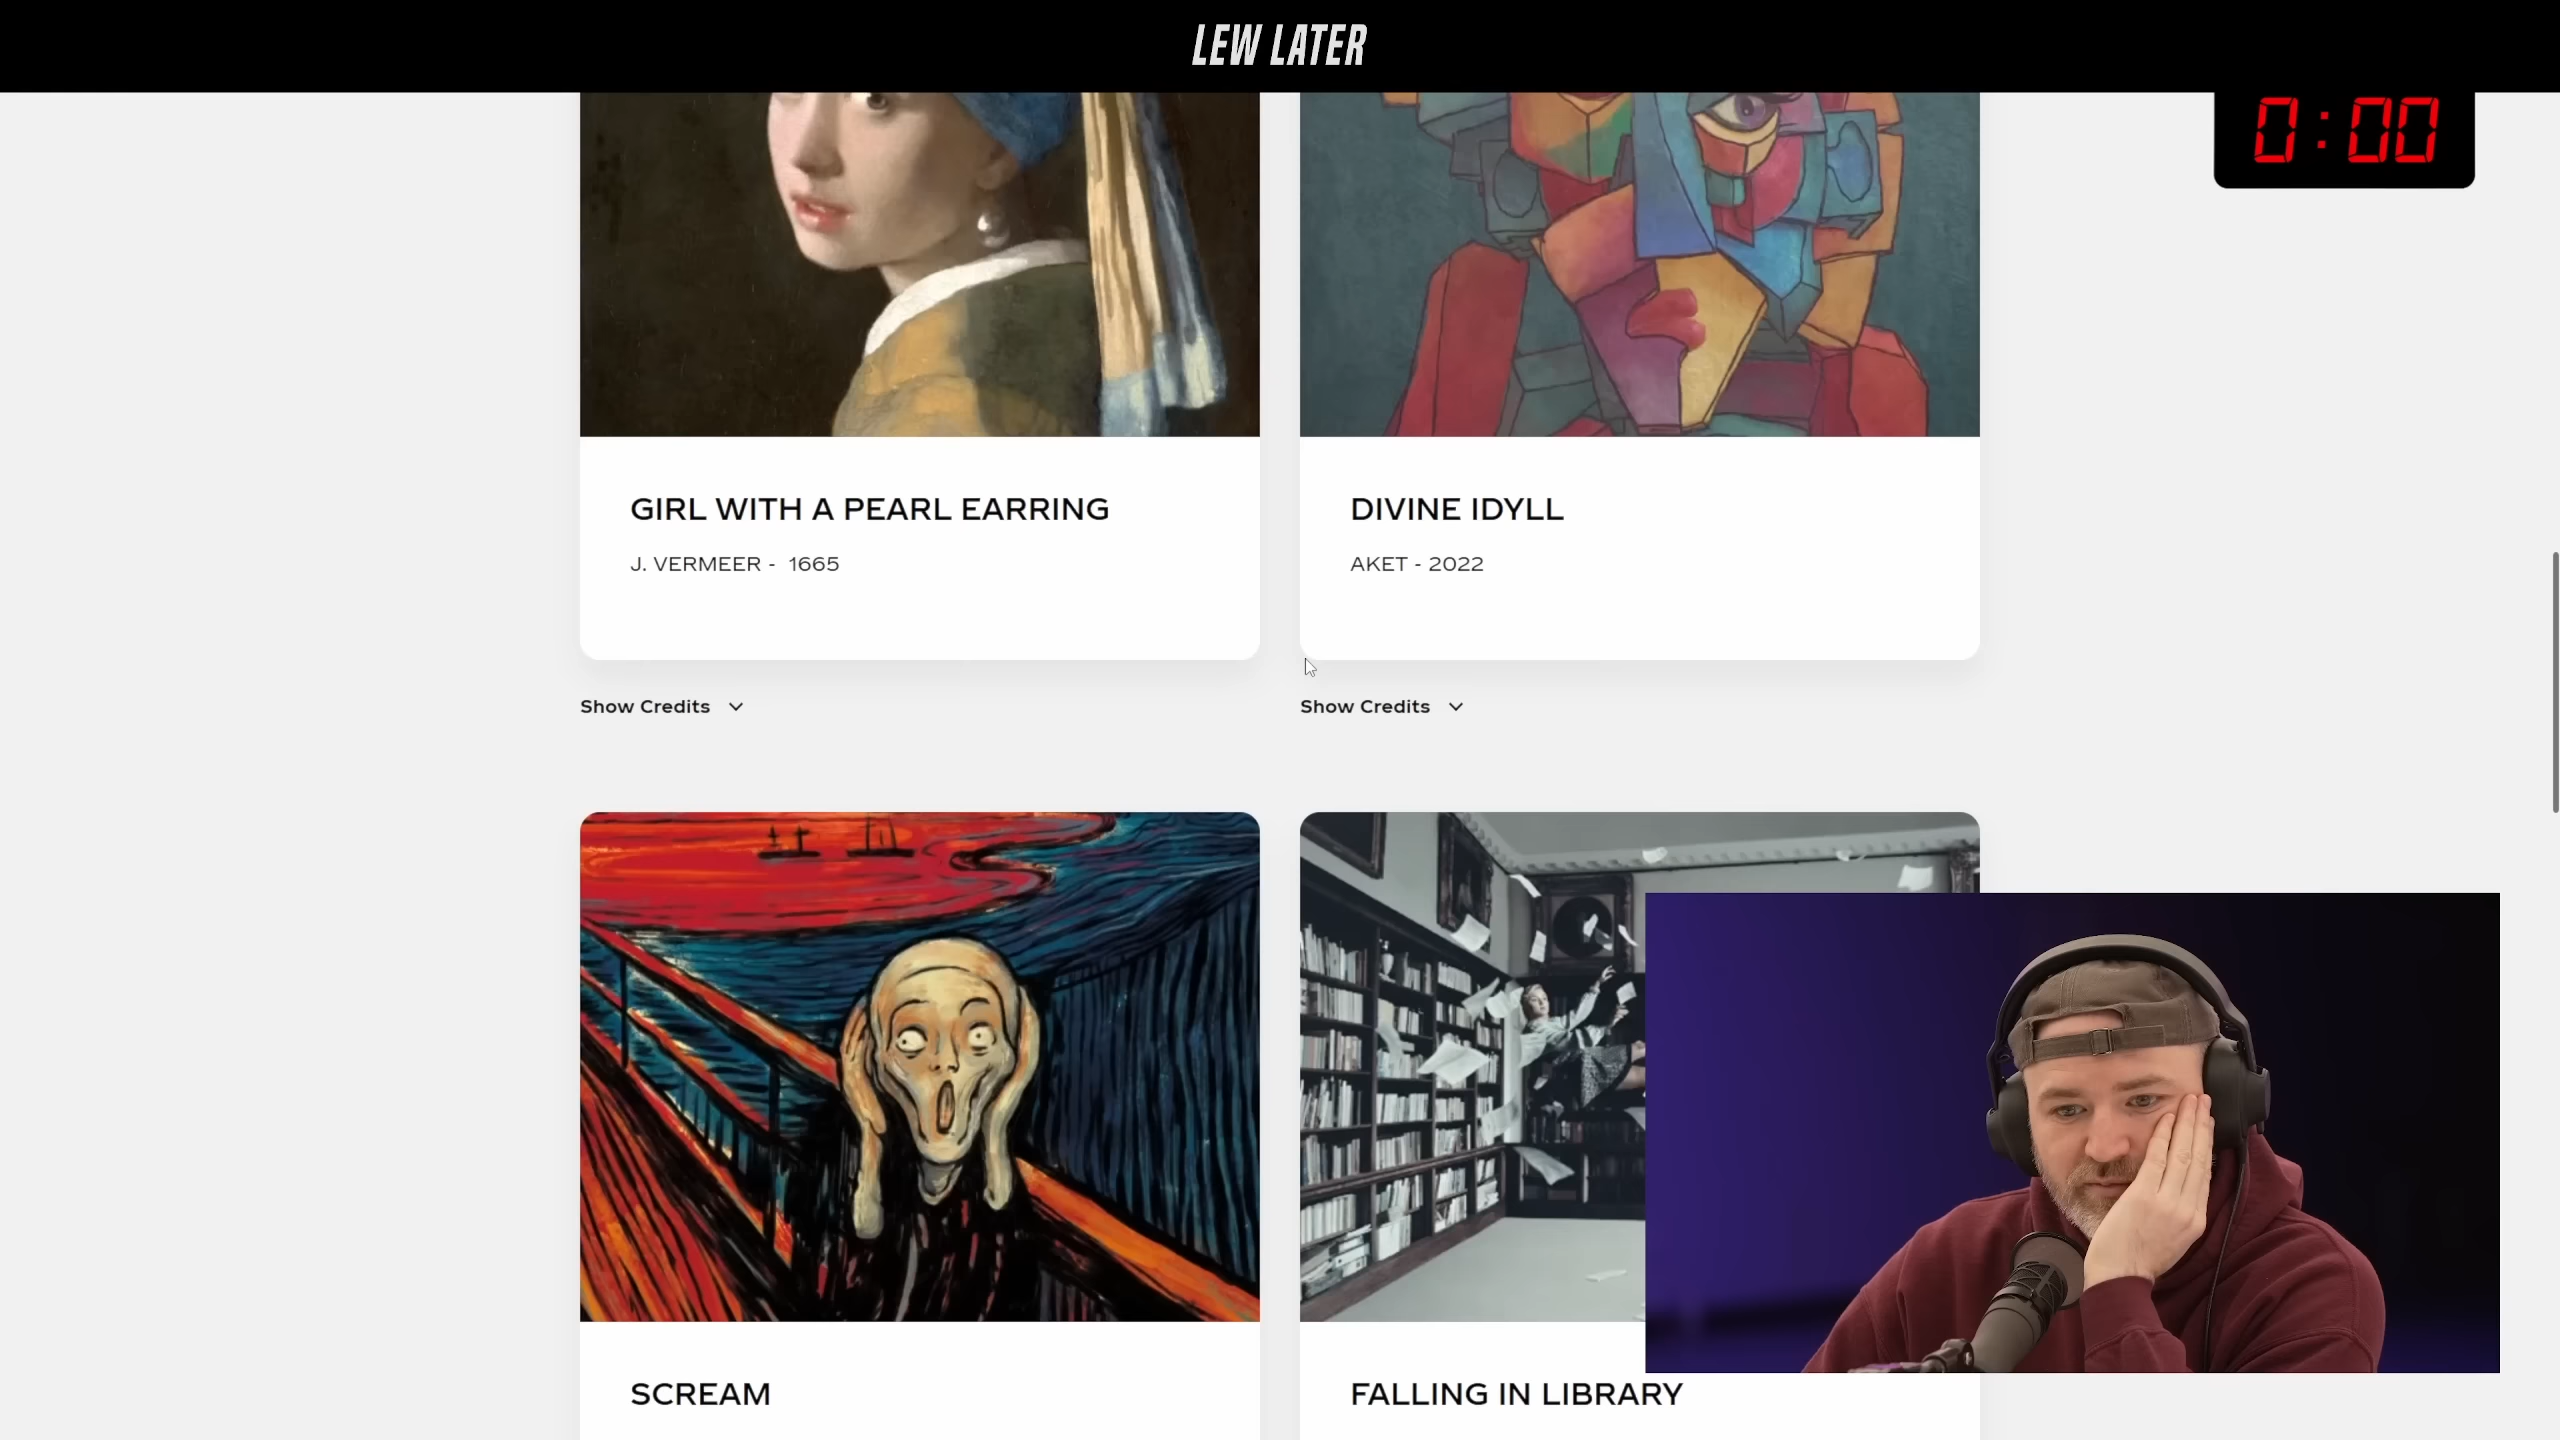 LEW LATER
0:00
GIRL WITH A PEARL EARRING
J. VERMEER - 1665
DIVINE IDYLL
AKET - 2022
Show Credits
Show Credits
SCREAM
FALLING IN LIBRARY